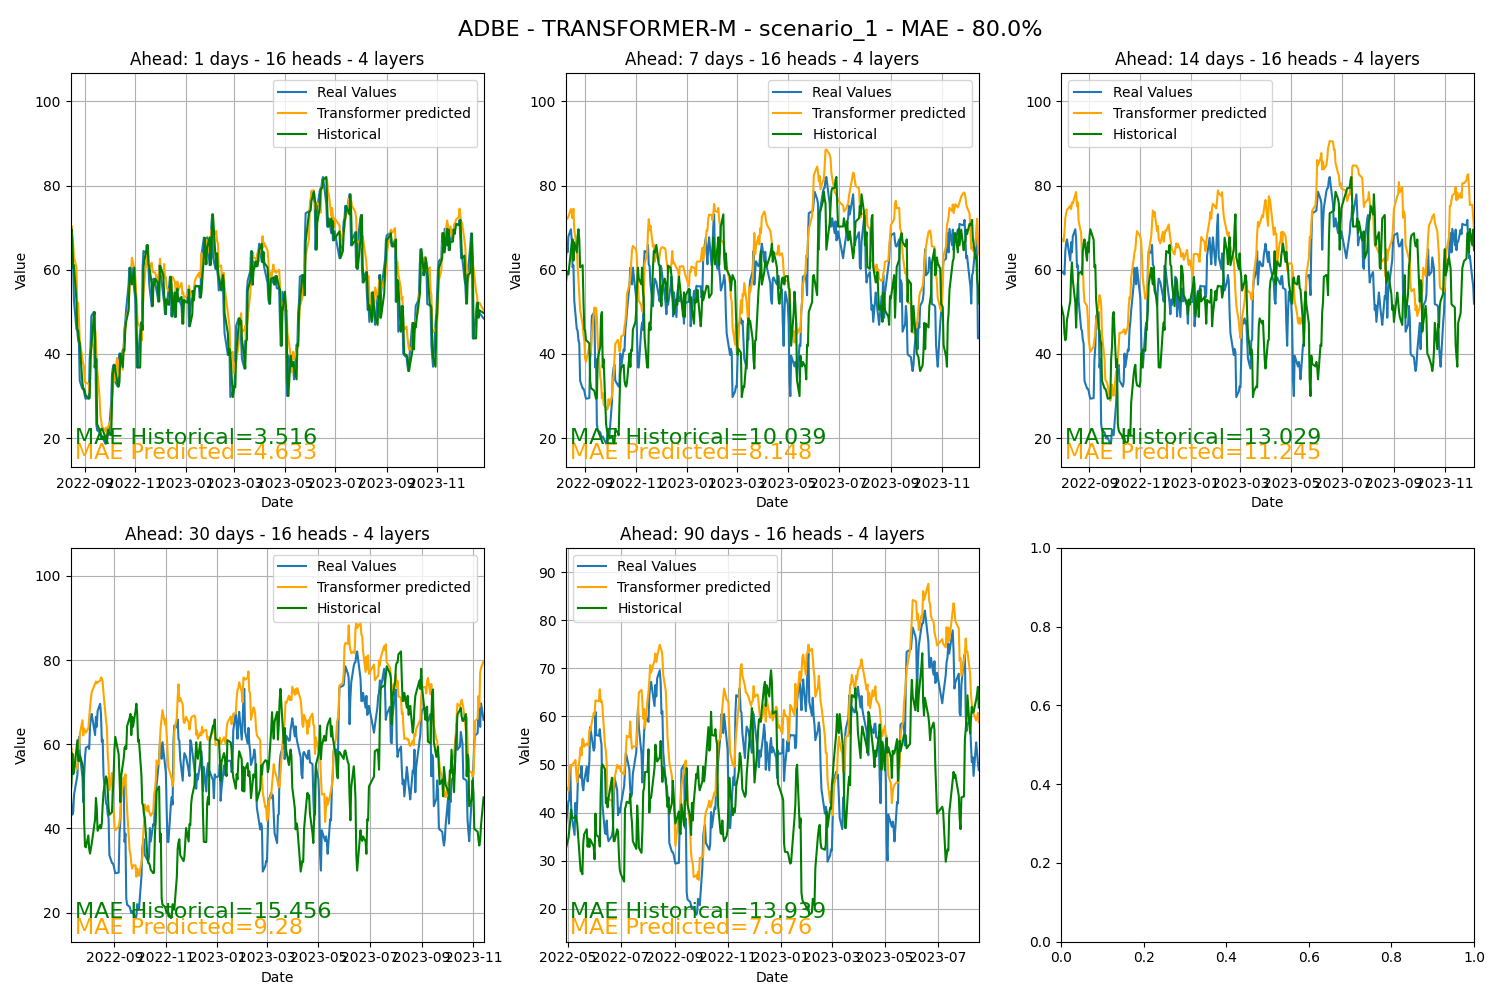 ADBE - TRANSFORMER-M - scenario_1 - MAE - 80.0%
Ahead: 1 days - 16 heads - 4 layers
Real Values
Transformer predicted
Historical
100
80
60
40
20
Value
MAE Historical=3.516
MAE Predicted=4.633
2022-09 2022-11 2023-01 2023-03 2023-05 2023-07 2023-09 2023-11
Date
Ahead: 7 days - 16 heads - 4 layers
Real Values
Transformer predicted
Historical
100
80
60
40
20
Value
MAE Historical=10.039
MAE Predicted=8.148
2022-09 2022-11 2023-01 2023-03 2023-05 2023-07 2023-09 2023-11
Date
Ahead: 14 days - 16 heads - 4 layers
Real Values
Transformer predicted
Historical
100
80
60
40
20
Value
MAE Historical=13.029
MAE Predicted=11.245
2022-09 2022-11 2023-01 2023-03 2023-05 2023-07 2023-09 2023-11
Date
Ahead: 30 days - 16 heads - 4 layers
Real Values
Transformer predicted
Historical
100
80
60
40
20
Value
MAE Historical=15.456
MAE Predicted=9.28
2022-09 2022-11 2023-01 2023-03 2023-05 2023-07 2023-09 2023-11
Date
Ahead: 90 days - 16 heads - 4 layers
Real Values
Transformer predicted
Historical
90
80
70
60
50
40
30
20
Value
MAE Historical=13.939
MAE Predicted=7.676
2022-05 2022-07 2022-09 2022-11 2023-01 2023-03 2023-05 2023-07
Date
1.0
0.8
0.6
0.4
0.2
0.0
0.0 0.2 0.4 0.6 0.8 1.0